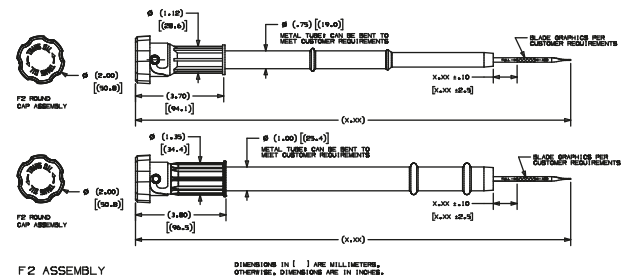 Ø (1.12)
[(28.6)]
Ø (.75) [(19.0)]
METAL TUBE: CAN BE BENT TO
MEET CUSTOMER REQUIREMENTS
BLADE GRAPHICS PER
CUSTOMER REQUIREMENTS
Ø (2.00)
[(50.8)]
F2 ROUND
CAP ASSEMBLY
(3.70)
[(94.1)]
X.XX ±.10
[X.XX ±2.5]
(X.XX)
Ø (1.35)
[(34.4)]
Ø (1.00) [(25.4)]
METAL TUBE: CAN BE BENT TO
MEET CUSTOMER REQUIREMENTS
BLADE GRAPHICS PER
CUSTOMER REQUIREMENTS
Ø (2.00)
[(50.8)]
F2 ROUND
CAP ASSEMBLY
(3.80)
[(96.5)]
X.XX ±.10
[X.XX ±2.5]
(X.XX)
F2 ASSEMBLY
DIMENSIONS IN [ ] ARE MILLIMETERS,
OTHERWISE, DIMENSIONS ARE IN INCHES.